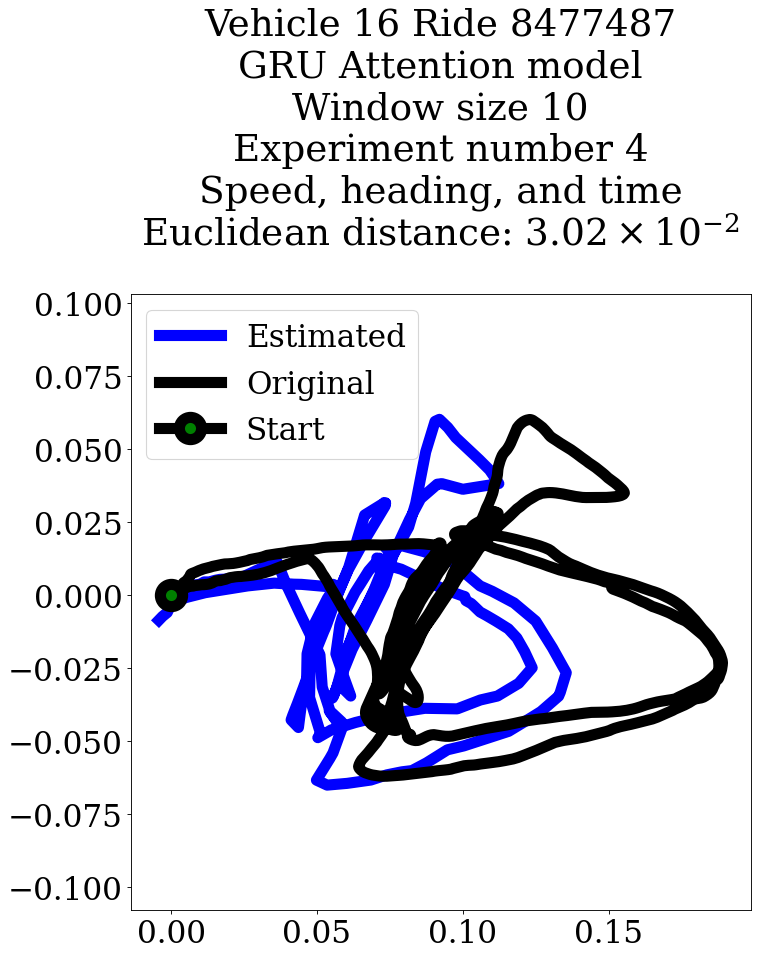 Vehicle 16 Ride 8477487
GRU Attention model
Window size 10
Experiment number 4
Speed, heading, and time
Euclidean distance: 3.02 × 10⁻²
0.100
0.075
0.050
0.025
0.000
−0.025
−0.050
−0.075
−0.100
Estimated
Original
Start
0.00 0.05 0.10 0.15